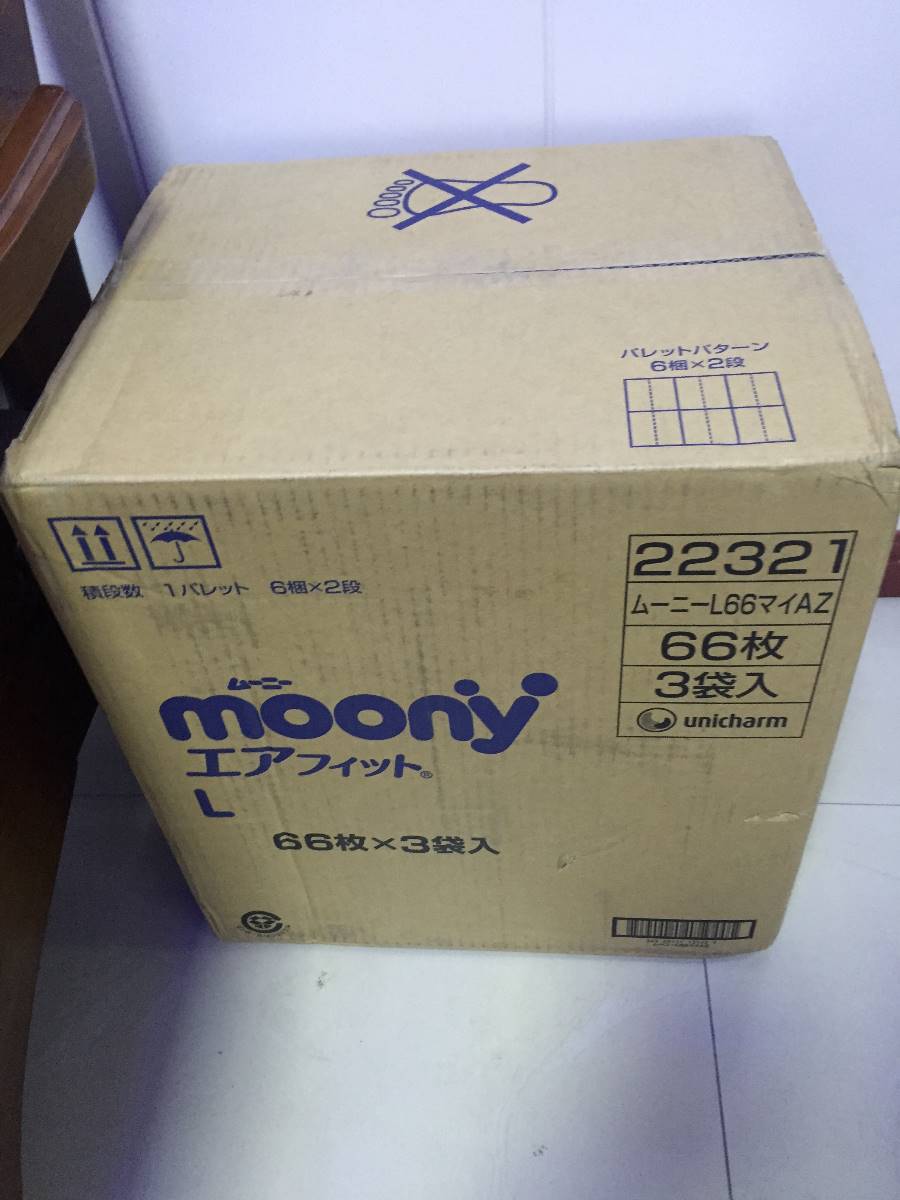 パレットパターン
6梱×2段
積段数 1パレット 6梱×2段
22321
ムーニーL66マイAZ
66枚
3袋入
unicharm
ムーニー
moony
エアフィット®
L
66枚×3袋入